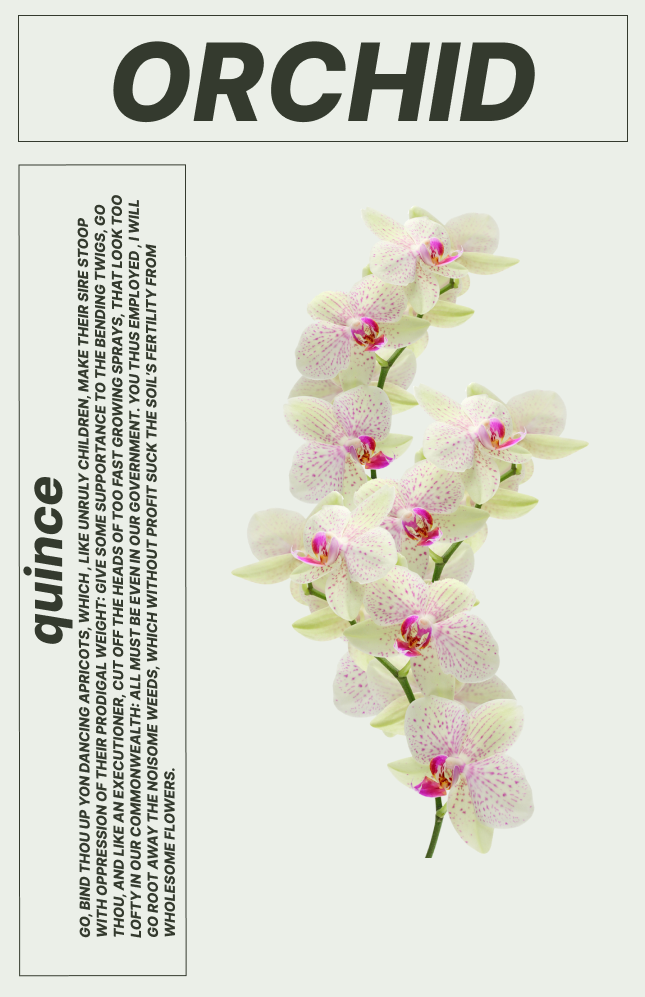 ORCHID
quince
GO, BIND THOU UP YON DANCING APRICOTS, WHICH , LIKE UNRULY CHILDREN, MAKE THEIR SIRE STOOP
WITH OPPRESSION OF THEIR PRODIGAL WEIGHT: GIVE SOME SUPPORTANCE TO THE BENDING TWIGS, GO
THOU, AND LIKE AN EXECUTIONER, CUT OFF THE HEADS OF TOO FAST GROWING SPRAYS, THAT LOOK TOO
LOFTY IN OUR COMMONWEALTH: ALL MUST BE EVEN IN OUR GOVERNMENT. YOU THUS EMPLOYED , I WILL
GO ROOT AWAY THE NOISOME WEEDS, WHICH WITHOUT PROFIT SUCK THE SOIL'S FERTILITY FROM
WHOLESOME FLOWERS.